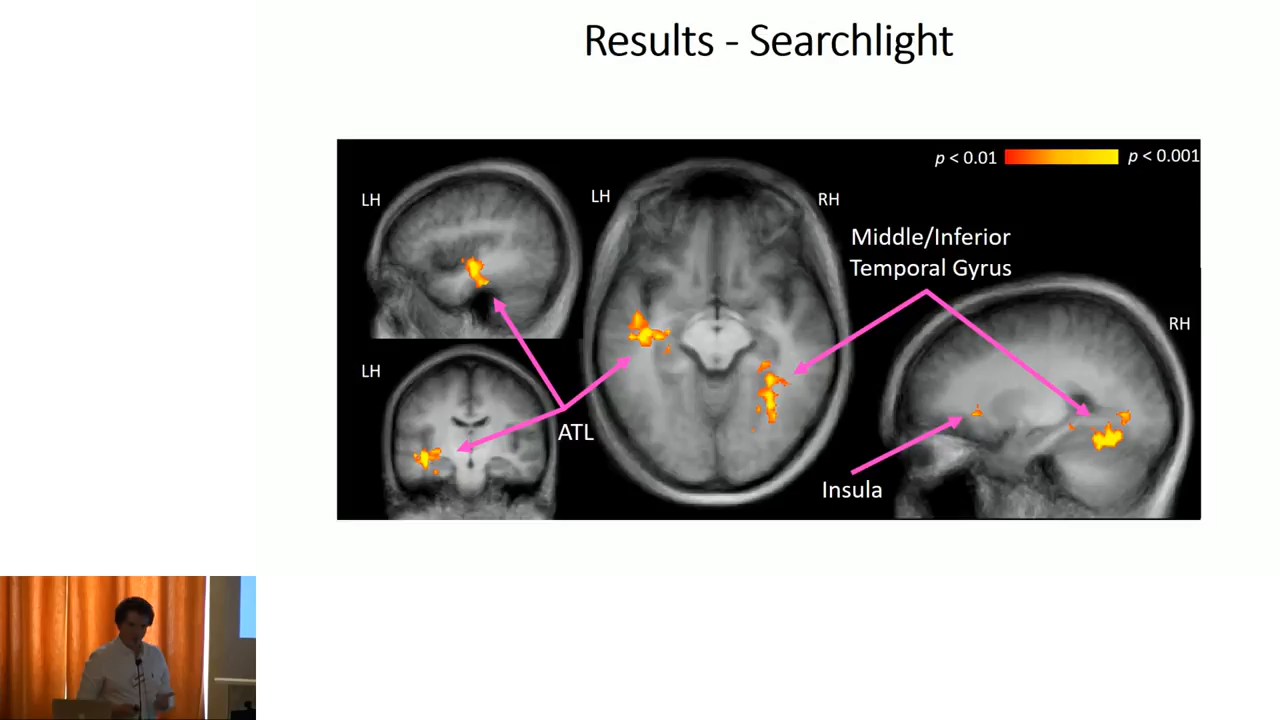 Results - Searchlight
p < 0.01
p < 0.001
LH
LH
RH
Middle/Inferior
Temporal Gyrus
RH
LH
ATL
Insula